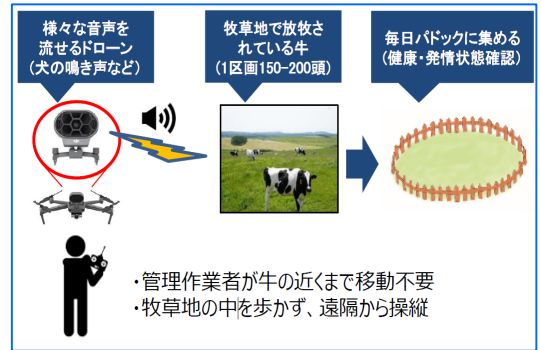 様々な音声を
流せるドローン
（犬の鳴き声など）
牧草地で放牧さ
れている牛
（1区画150-200頭）
毎日パドックに集める
（健康・発情状態確認）
・管理作業者が牛の近くまで移動不要
・牧草地の中を歩かず、遠隔から操縦